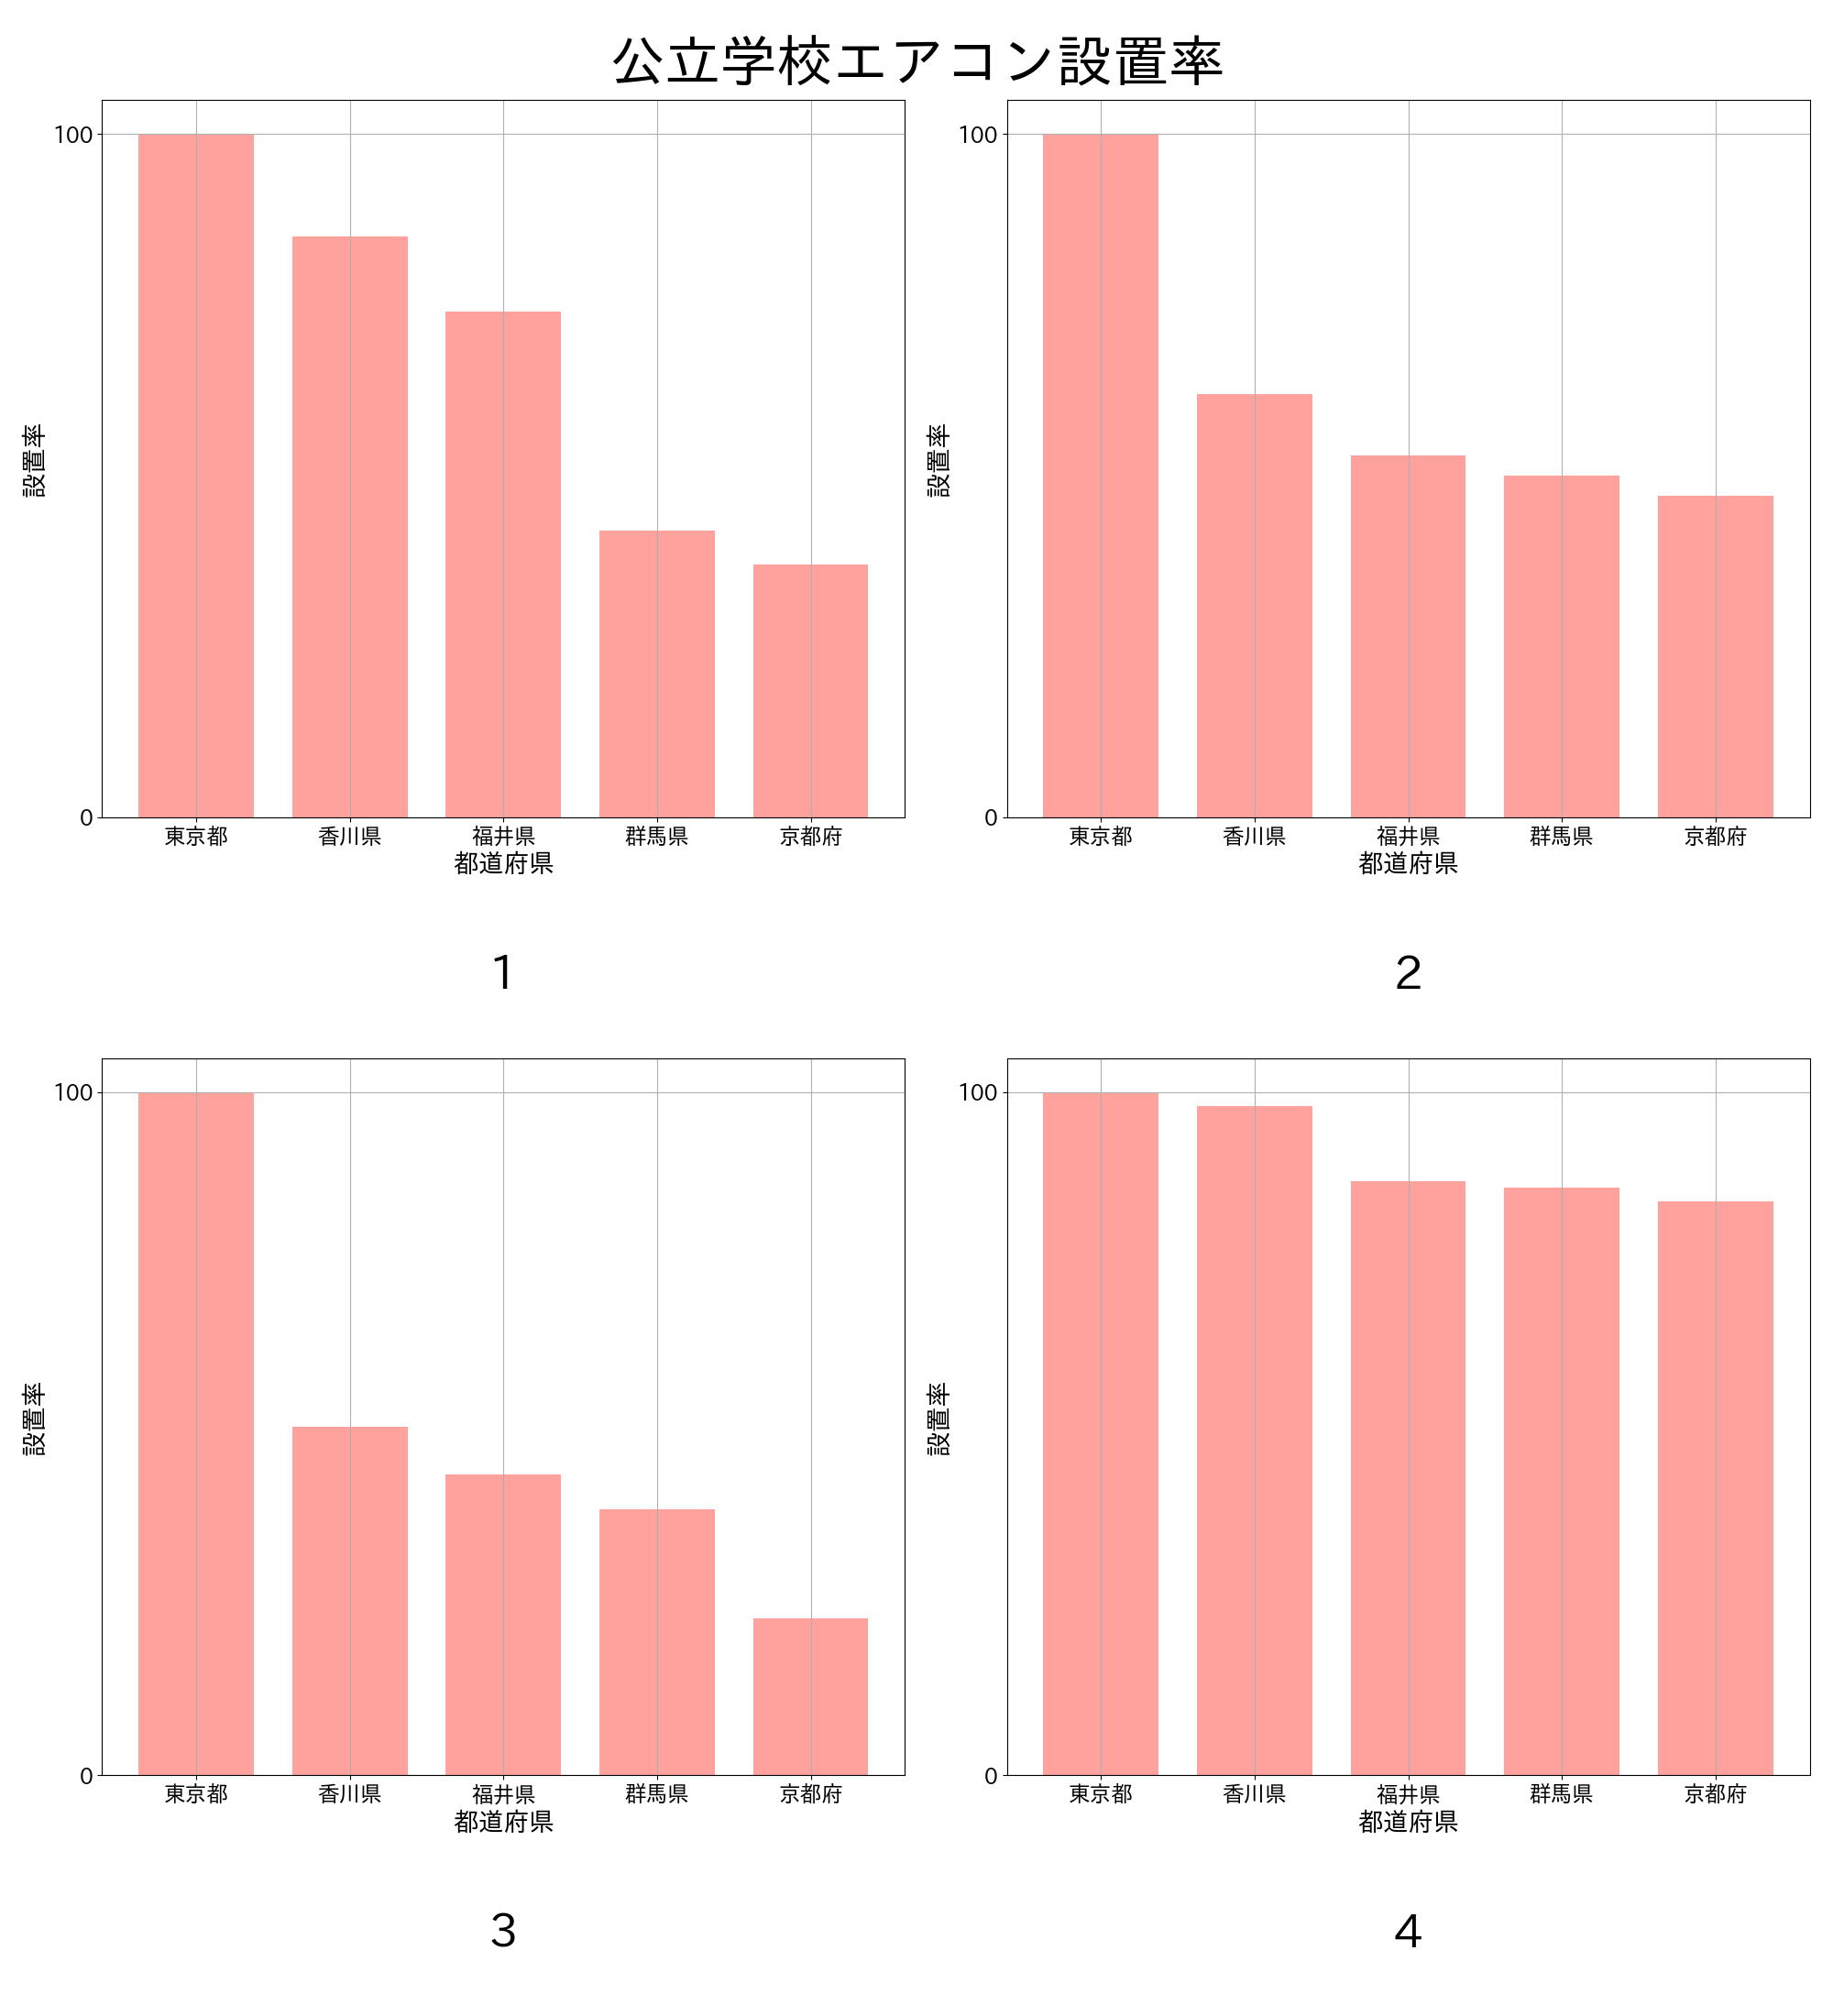 公立学校エアコン設置率
100
設置率
0
東京都 香川県 福井県 群馬県 京都府
都道府県
1
100
設置率
0
東京都 香川県 福井県 群馬県 京都府
都道府県
2
100
設置率
0
東京都 香川県 福井県 群馬県 京都府
都道府県
3
100
設置率
0
東京都 香川県 福井県 群馬県 京都府
都道府県
4